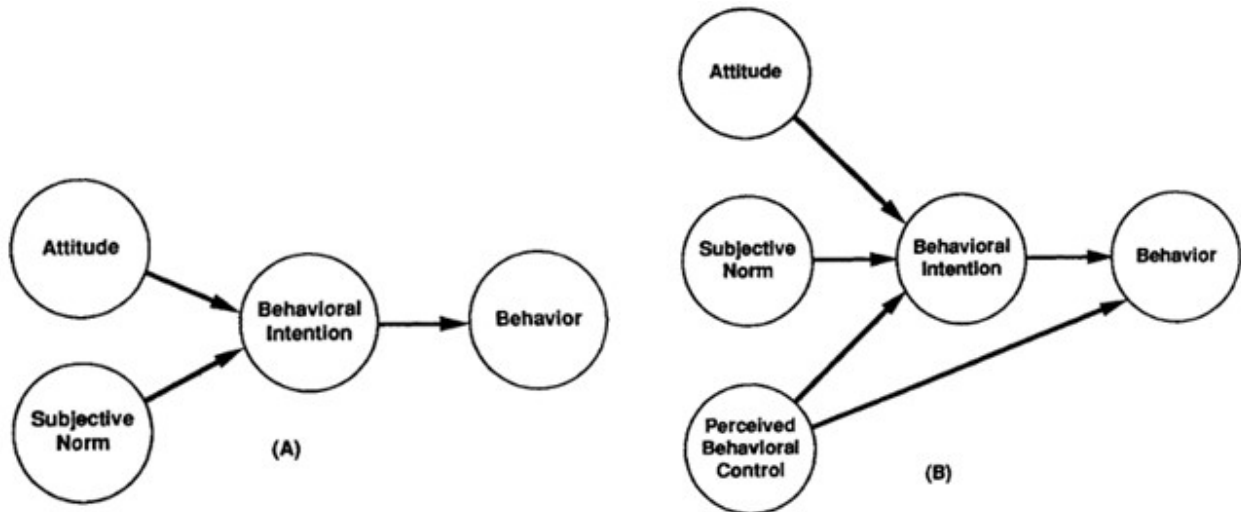 Attitude
Subjective
Norm
Behavioral
Intention
Behavior
(A)
Attitude
Subjective
Norm
Behavioral
Intention
Behavior
Perceived
Behavioral
Control
(B)